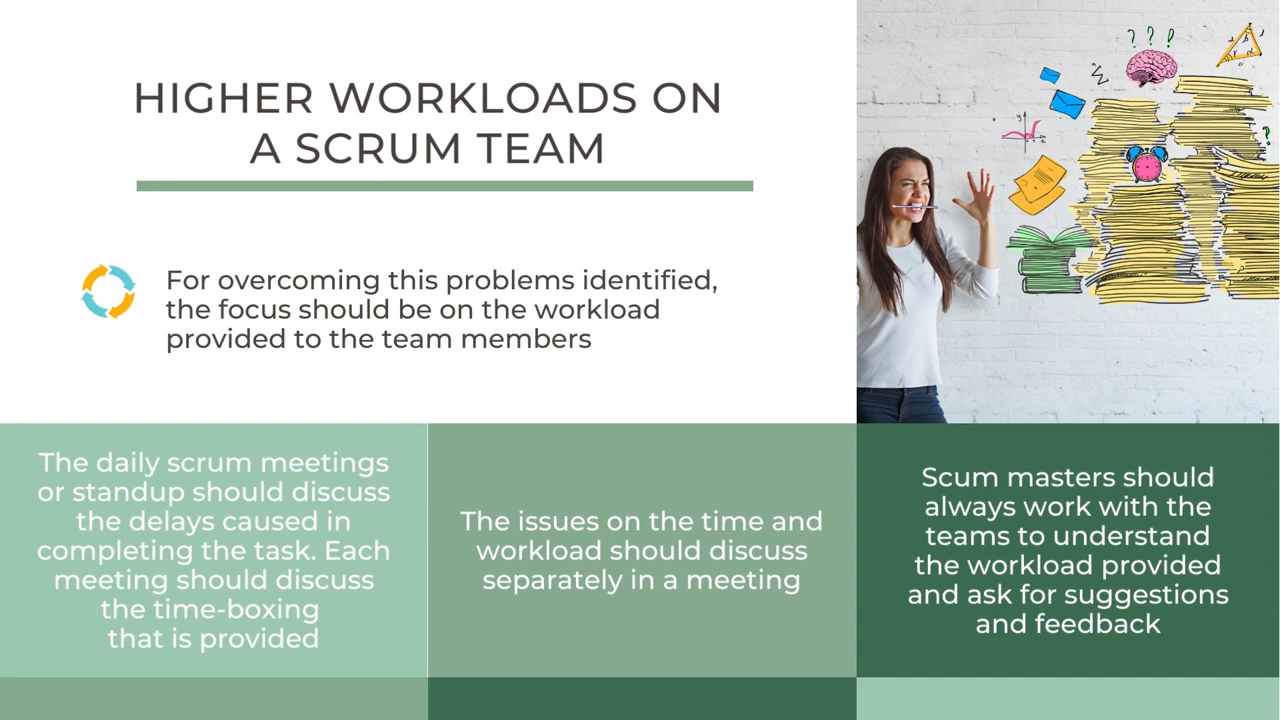 HIGHER WORKLOADS ON
A SCRUM TEAM
For overcoming this problems identified,
the focus should be on the workload
provided to the team members
The daily scrum meetings
or standup should discuss
the delays caused in
completing the task. Each
meeting should discuss
the time-boxing
that is provided
The issues on the time and
workload should discuss
separately in a meeting
Scum masters should
always work with the
teams to understand
the workload provided
and ask for suggestions
and feedback